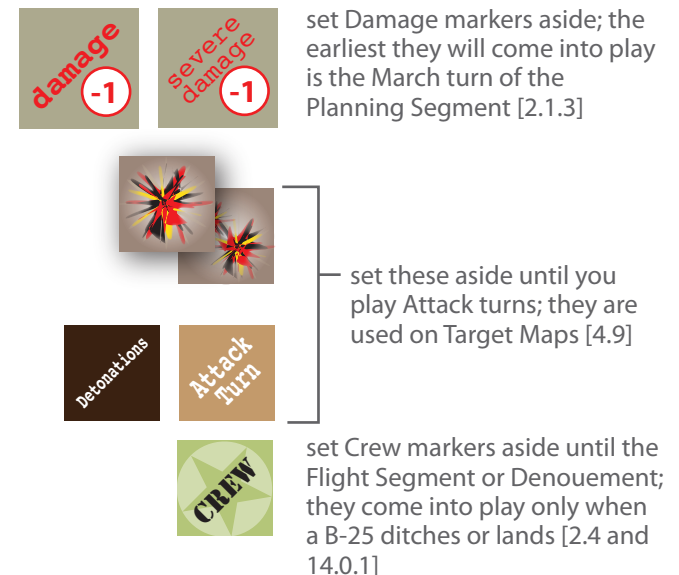 damage
-1
severe
damage
-1
set Damage markers aside; the
earliest they will come into play
is the March turn of the
Planning Segment [2.1.3]
set these aside until you
play Attack turns; they are
used on Target Maps [4.9]
Detonations
Attack
Turn
CREW
set Crew markers aside until the
Flight Segment or Denouement;
they come into play only when
a B-25 ditches or lands [2.4 and
14.0.1]